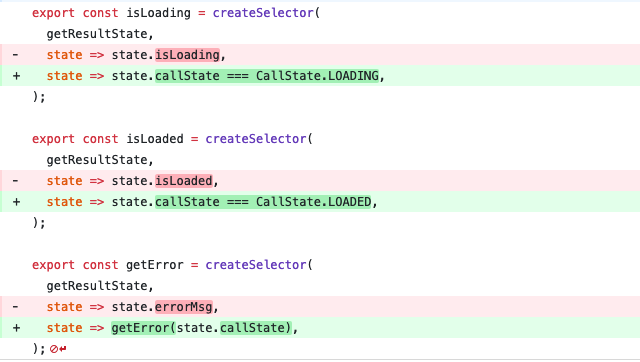 export const isLoading = createSelector(
  getResultState,
-   state => state.isLoading,
+   state => state.callState === CallState.LOADING,
);
export const isLoaded = createSelector(
  getResultState,
-   state => state.isLoaded,
+   state => state.callState === CallState.LOADED,
);
export const getError = createSelector(
  getResultState,
-   state => state.errorMsg,
+   state => getError(state.callState),
);